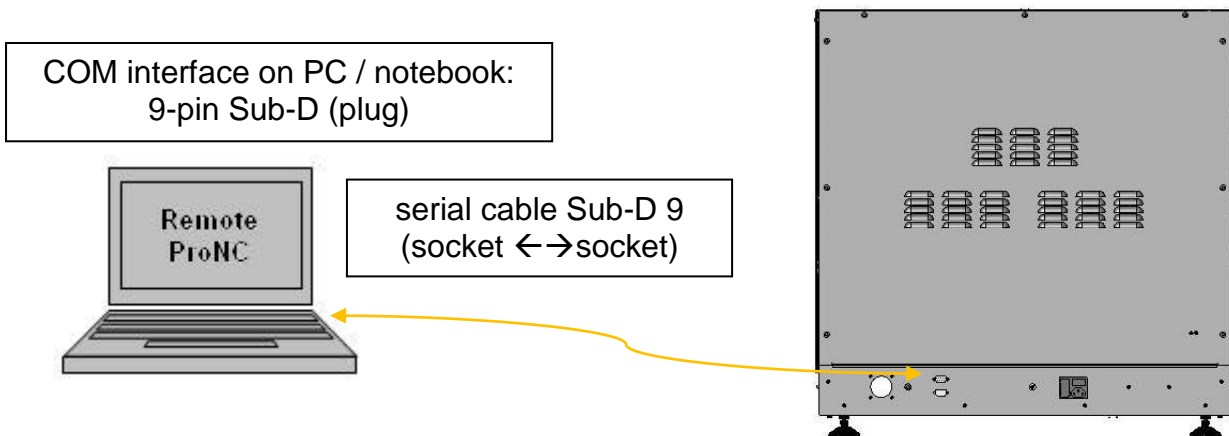 COM interface on PC / notebook:
9-pin Sub-D (plug)
Remote
ProNC
serial cable Sub-D 9
(socket ←→socket)